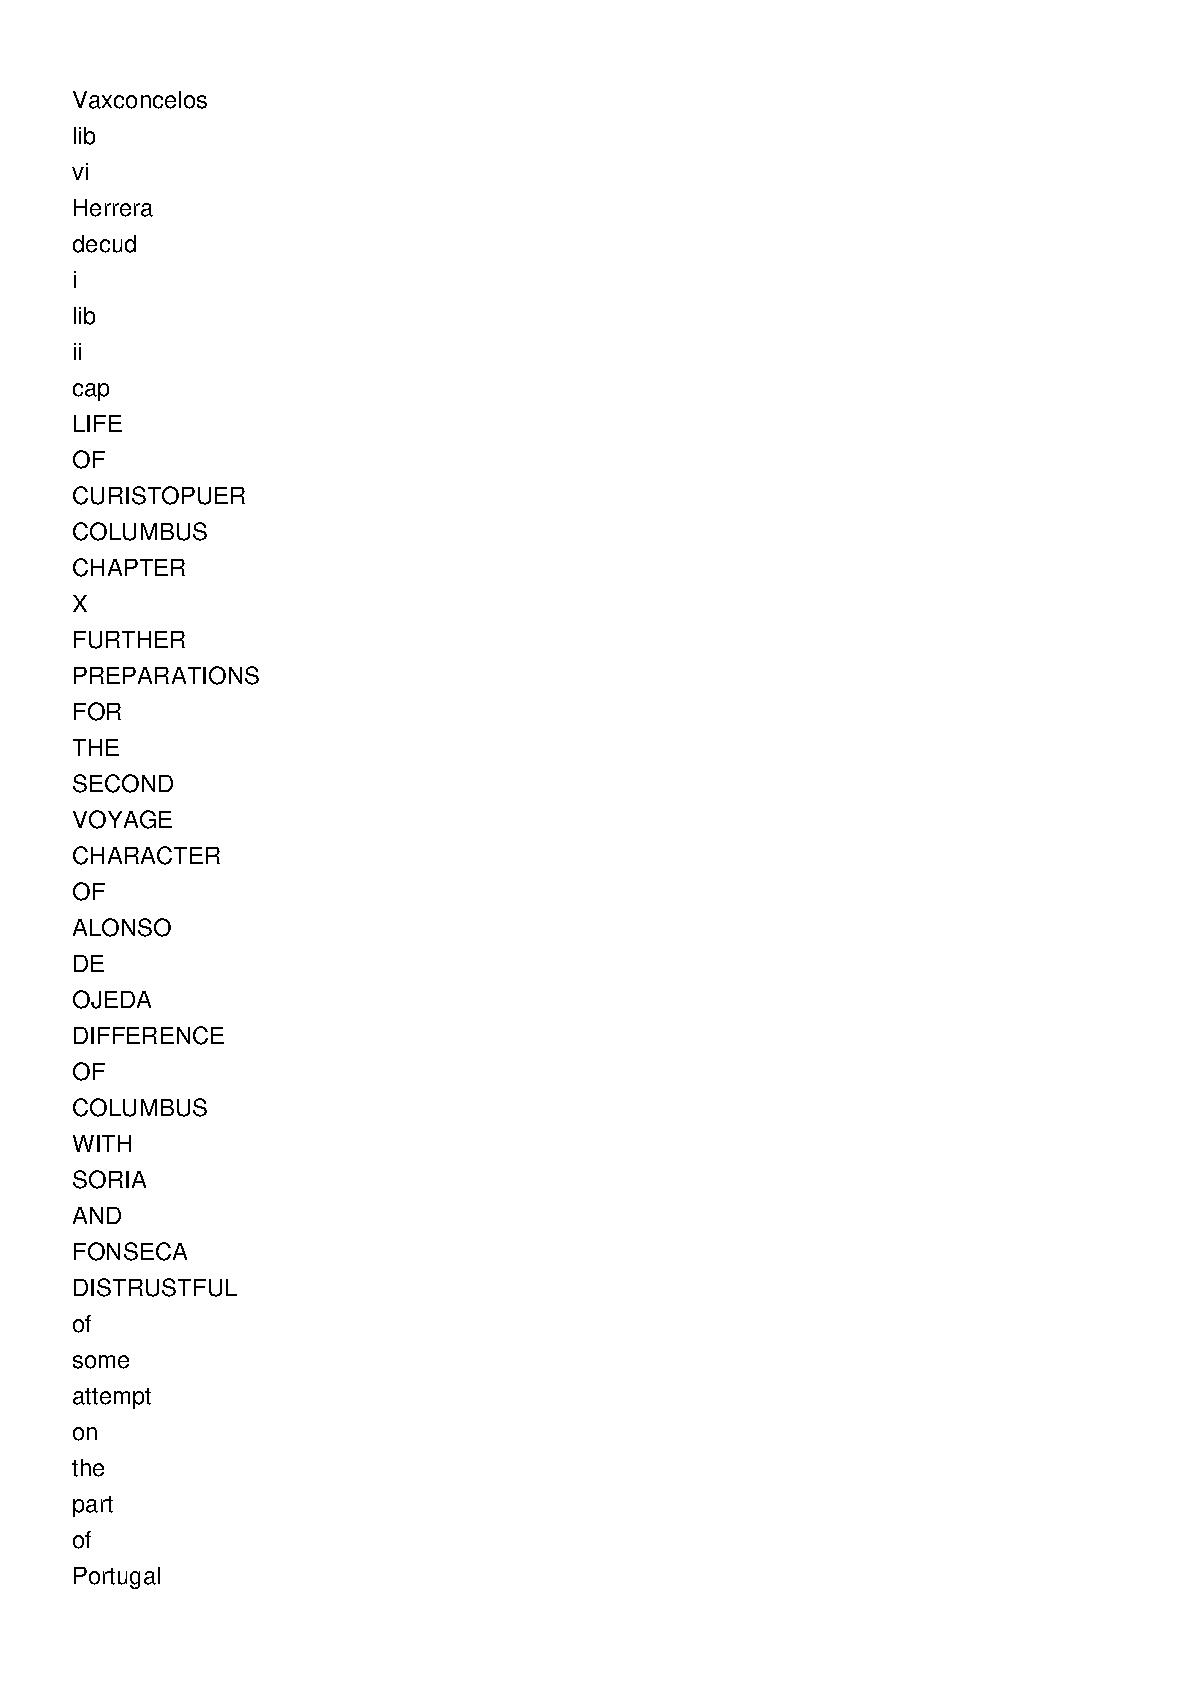 Vaxconcelos
lib
vi
Herrera
decud
i
lib
ii
cap
LIFE
OF
CURISTOPUER
COLUMBUS
CHAPTER
X
FURTHER
PREPARATIONS
FOR
THE
SECOND
VOYAGE
CHARACTER
OF
ALONSO
DE
OJEDA
DIFFERENCE
OF
COLUMBUS
WITH
SORIA
AND
FONSECA
DISTRUSTFUL
of
some
attempt
on
the
part
of
Portugal